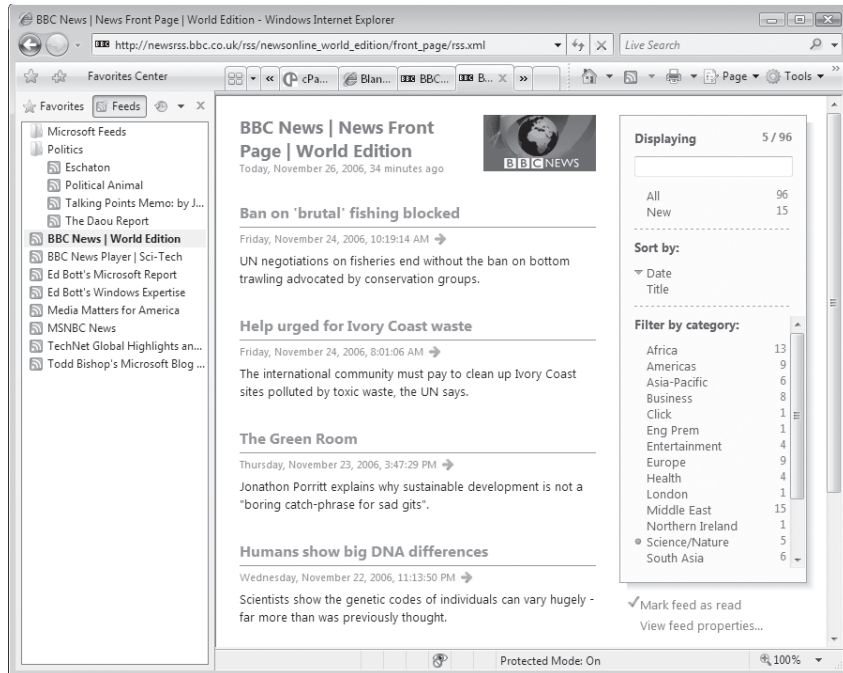 BBC News | News Front Page | World Edition - Windows Internet Explorer
http://newsrss.bbc.co.uk/rss/newsonline_world_edition/front_page/rss.xml
Live Search
Favorites Center
cPa...
Blan...
BBC...
B...
Page
Tools
Favorites
Feeds
Microsoft Feeds
Politics
Eschaton
Political Animal
Talking Points Memo: by J...
The Daou Report
BBC News | World Edition
BBC News Player | Sci-Tech
Ed Bott's Microsoft Report
Ed Bott's Windows Expertise
Media Matters for America
MSNBC News
TechNet Global Highlights an...
Todd Bishop's Microsoft Blog ...
BBC News | News Front
Page | World Edition
Today, November 26, 2006, 34 minutes ago
BBC NEWS
Ban on 'brutal' fishing blocked
Friday, November 24, 2006, 10:19:14 AM
UN negotiations on fisheries end without the ban on bottom
trawling advocated by conservation groups.
Help urged for Ivory Coast waste
Friday, November 24, 2006, 8:01:06 AM
The international community must pay to clean up Ivory Coast
sites polluted by toxic waste, the UN says.
The Green Room
Thursday, November 23, 2006, 3:47:29 PM
Jonathon Porritt explains why sustainable development is not a
"boring catch-phrase for sad gits".
Humans show big DNA differences
Wednesday, November 22, 2006, 11:13:50 PM
Scientists show the genetic codes of individuals can vary hugely -
far more than was previously thought.
Displaying 5 / 96
All 96
New 15
Sort by:
Date
Title
Filter by category:
Africa 13
Americas 9
Asia-Pacific 6
Business 8
Click 1
Eng Prem 1
Entertainment 4
Europe 9
Health 4
London 1
Middle East 15
Northern Ireland 1
Science/Nature 5
South Asia 6
Mark feed as read
View feed properties...
Protected Mode: On
100%